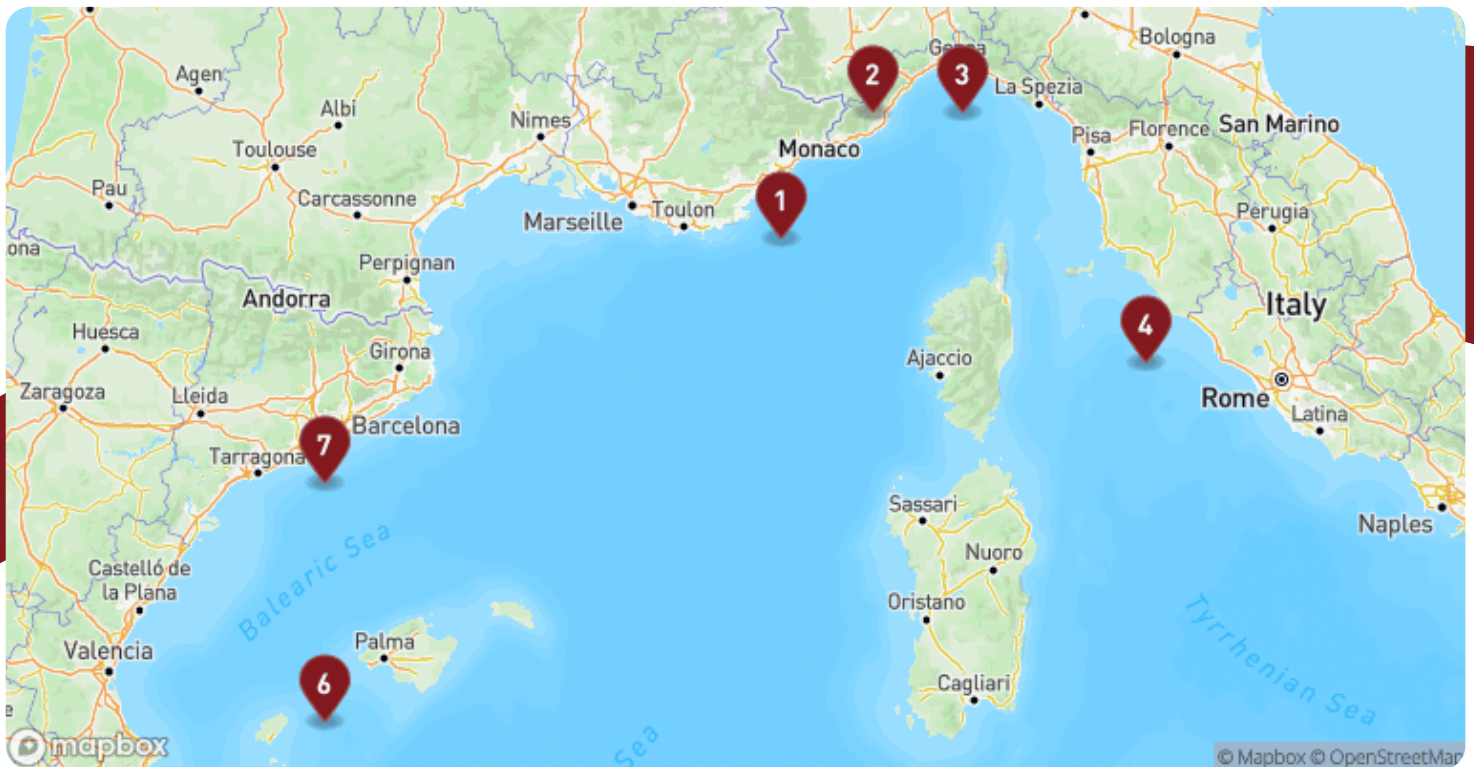 Bologna
Agen
Genoa
2
3
La Spezia
Albi
Nimes
Pisa
Florence
San Marino
Toulouse
Monaco
Pau
Carcassonne
1
Marseille
Toulon
Perugia
ona
Perpignan
Andorra
Italy
4
Huesca
Girona
Ajaccio
Zaragoza
Lleida
Rome
Latina
Barcelona
7
Tarragona
Sassari
Naples
Balearic Sea
Nuoro
Castelló de
la Plana
Oristano
Tyrrhenian Sea
Palma
Valencia
6
Cagliari
e
Sea
mapbox
© Mapbox © OpenStreetMap